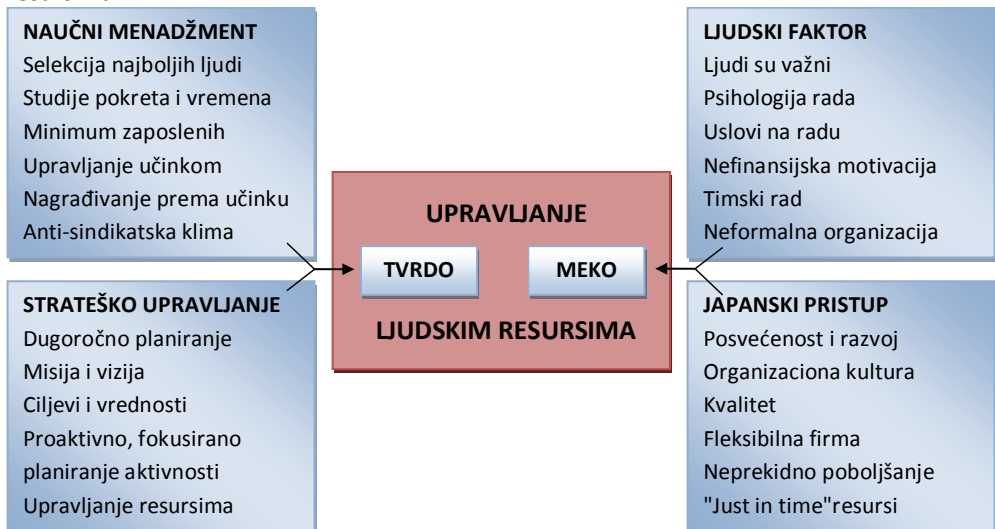 NAUČNI MENADŽMENT
Selekcija najboljih ljudi
Studije pokreta i vremena
Minimum zaposlenih
Upravljanje učinkom
Nagrađivanje prema učinku
Anti-sindikatska klima
STRATEŠKO UPRAVLJANJE
Dugoročno planiranje
Misija i vizija
Ciljevi i vrednosti
Proaktivno, fokusirano
planiranje aktivnosti
Upravljanje resursima
UPRAVLJANJE
TVRDO
MEKO
LJUDSKIM RESURSIMA
LJUDSKI FAKTOR
Ljudi su važni
Psihologija rada
Uslovi na radu
Nefinansijska motivacija
Timski rad
Neformalna organizacija
JAPANSKI PRISTUP
Posvećenost i razvoj
Organizaciona kultura
Kvalitet
Fleksibilna firma
Neprekidno poboljšanje
"Just in time"resursi